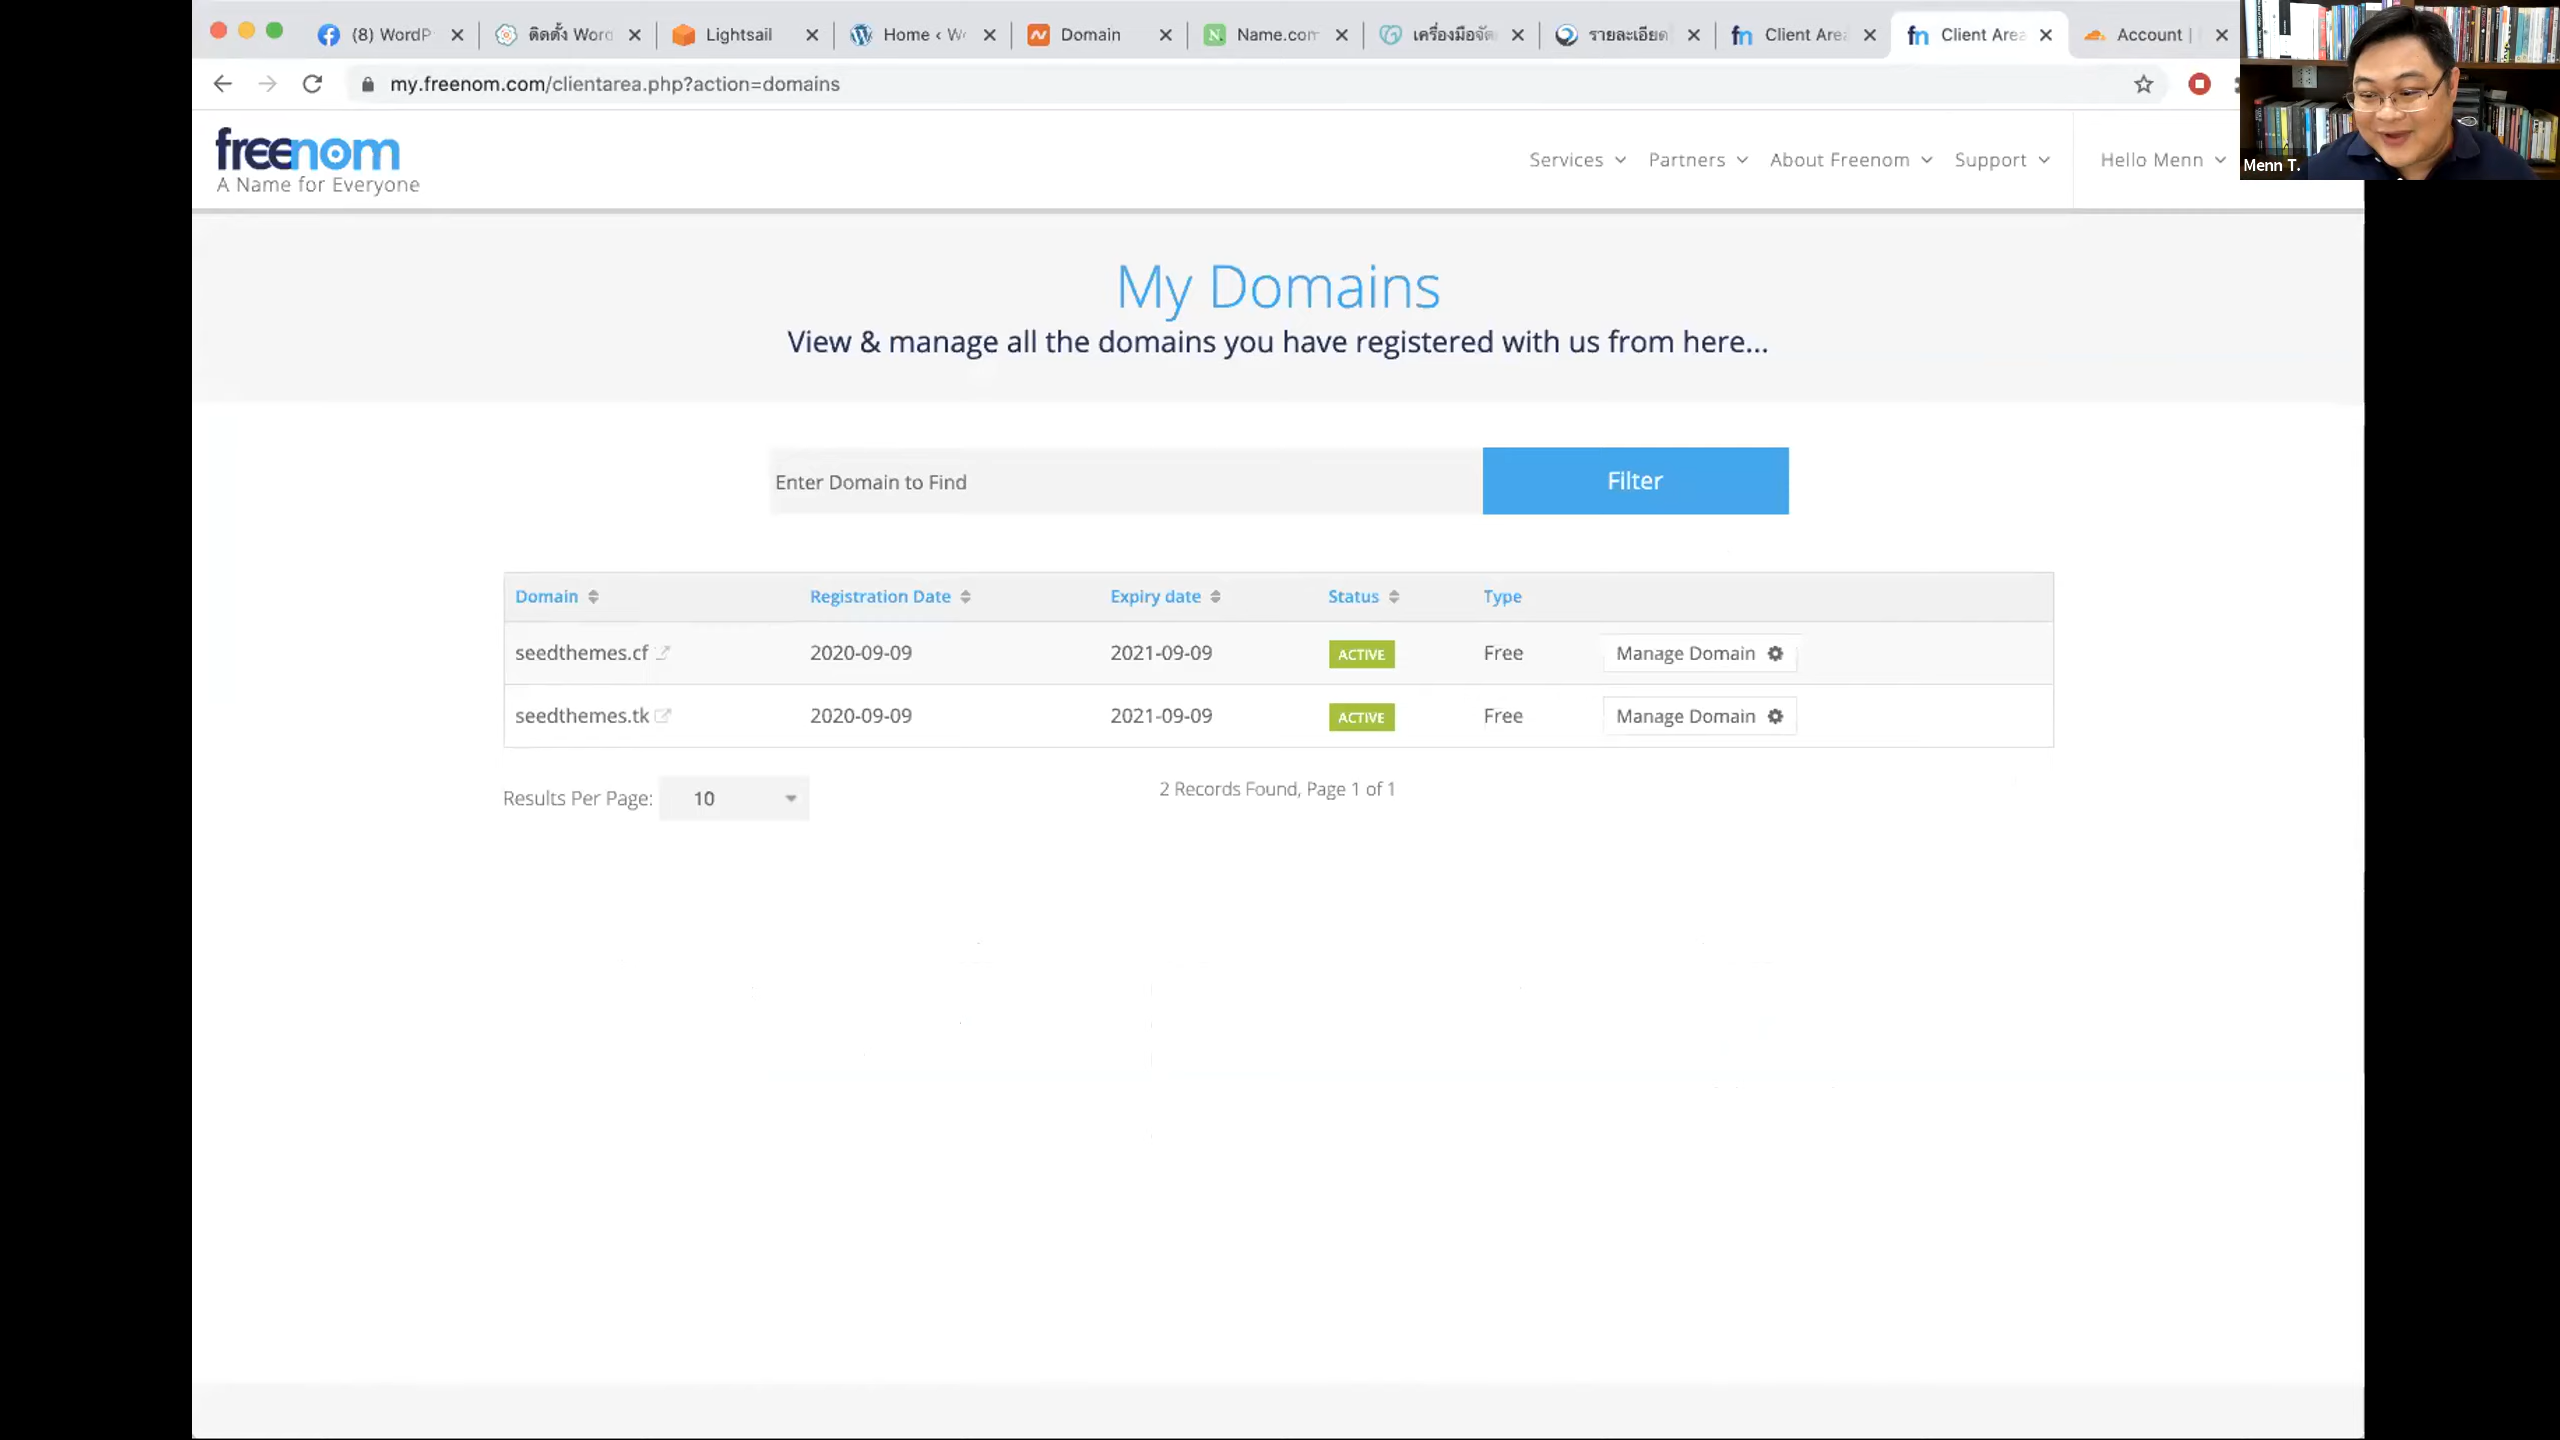 (8) WordP
ติดตั้ง Word
Lightsail
Home ‹ W
Domain
Name.com
เครื่องมือจัด
รายละเอียด
Client Area
Client Area
Account |
my.freenom.com/clientarea.php?action=domains
freenom
A Name for Everyone
Services
Partners
About Freenom
Support
Hello Menn
Menn T.
My Domains
View & manage all the domains you have registered with us from here...
Enter Domain to Find
Filter
Domain Registration Date Expiry date Status Type
seedthemes.cf 2020-09-09 2021-09-09 ACTIVE Free Manage Domain
seedthemes.tk 2020-09-09 2021-09-09 ACTIVE Free Manage Domain
Results Per Page: 10
2 Records Found, Page 1 of 1